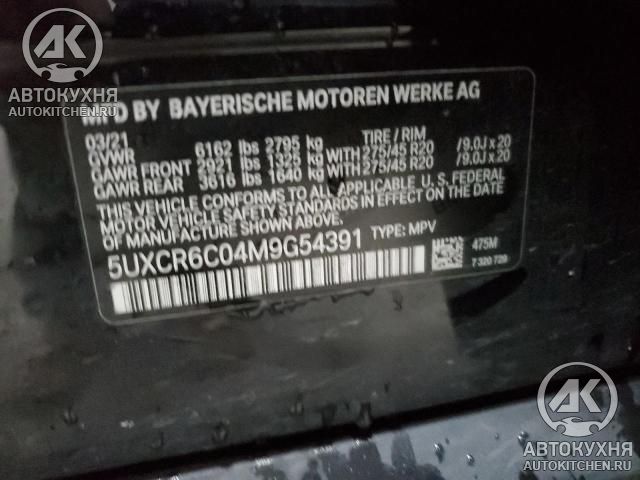 АК
АВТОКУХНЯ
AUTOKITCHEN.RU
MFD BY BAYERISCHE MOTOREN WERKE AG
03/21 TIRE / RIM
GVWR 6162 lbs 2795 kg
GAWR FRONT 2921 lbs 1325 kg WITH 275/45 R20 /9.0J x 20
GAWR REAR 3616 lbs 1640 kg WITH 275/45 R20 /9.0J x 20
THIS VEHICLE CONFORMS TO ALL APPLICABLE U.S. FEDERAL
MOTOR VEHICLE SAFETY STANDARDS IN EFFECT ON THE DATE
OF MANUFACTURE SHOWN ABOVE.
5UXCR6C04M9G54391 TYPE: MPV
475M
7 320 729
АК
АВТОКУХНЯ
AUTOKITCHEN.RU